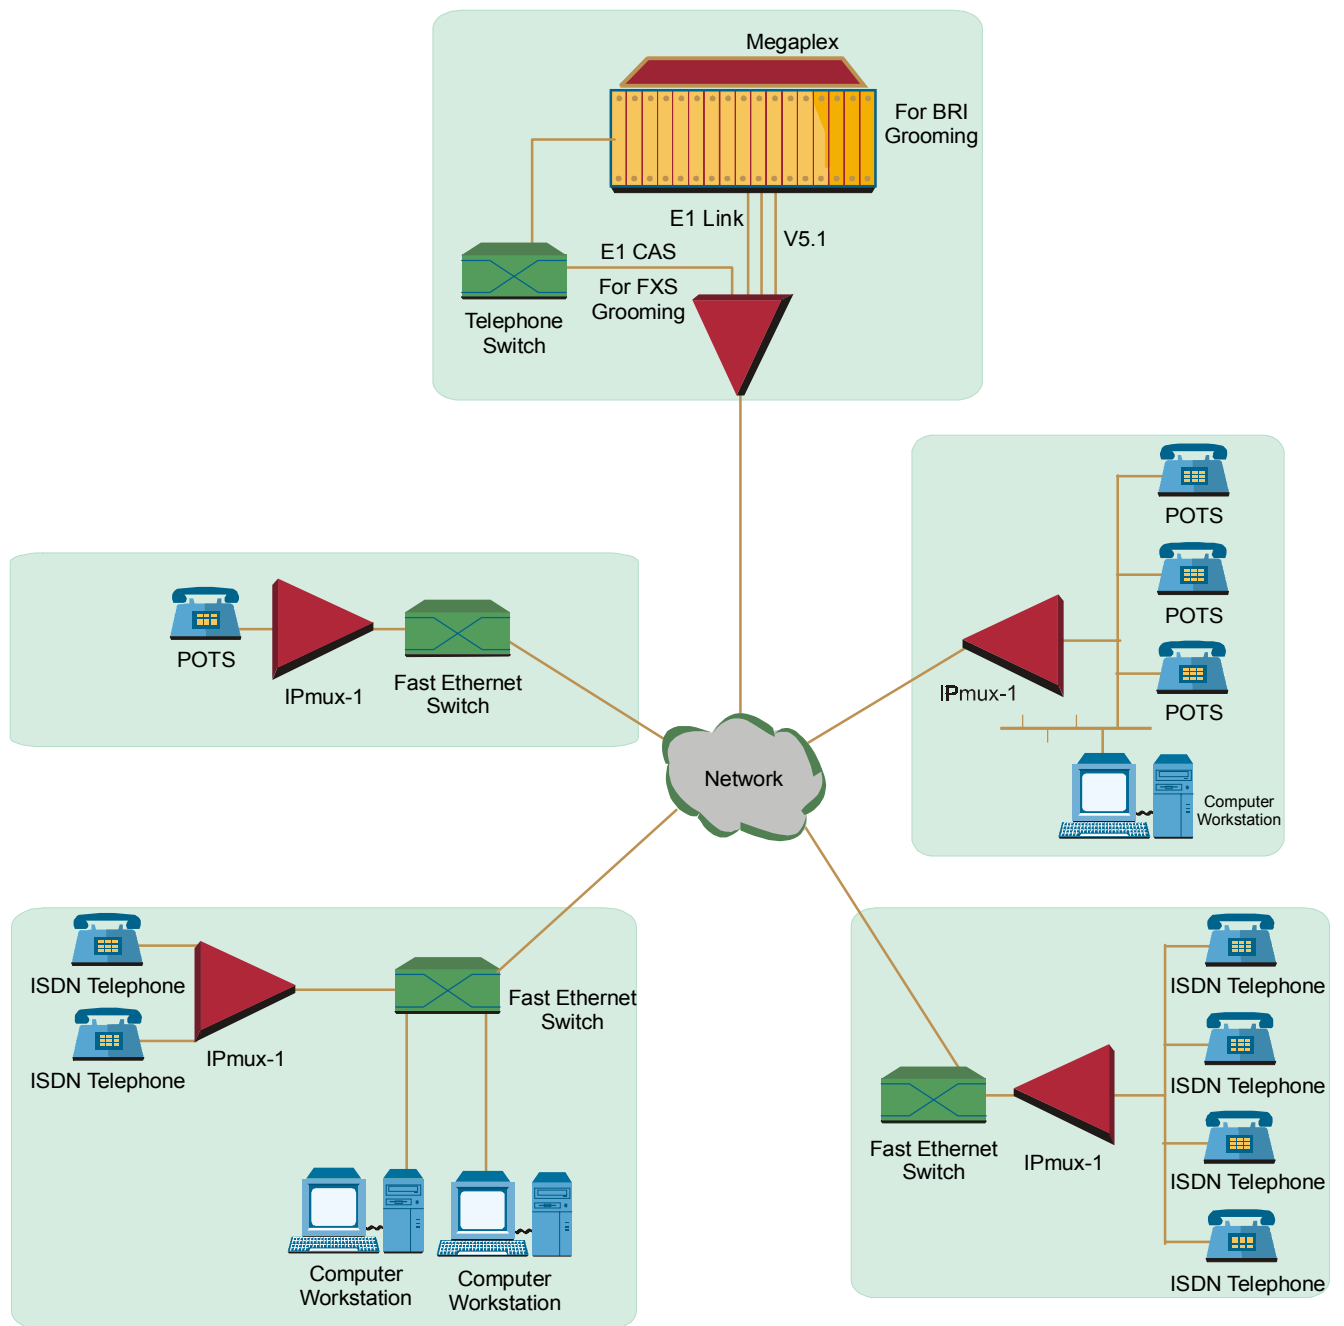 Megaplex
For BRI
Grooming
E1 Link
V5.1
E1 CAS
For FXS
Grooming
Telephone
Switch
POTS
POTS
POTS
IPmux-1
Computer
Workstation
POTS
IPmux-1
Fast Ethernet
Switch
Network
ISDN Telephone
ISDN Telephone
IPmux-1
Fast Ethernet
Switch
Computer
Workstation
Computer
Workstation
Fast Ethernet
Switch
IPmux-1
ISDN Telephone
ISDN Telephone
ISDN Telephone
ISDN Telephone